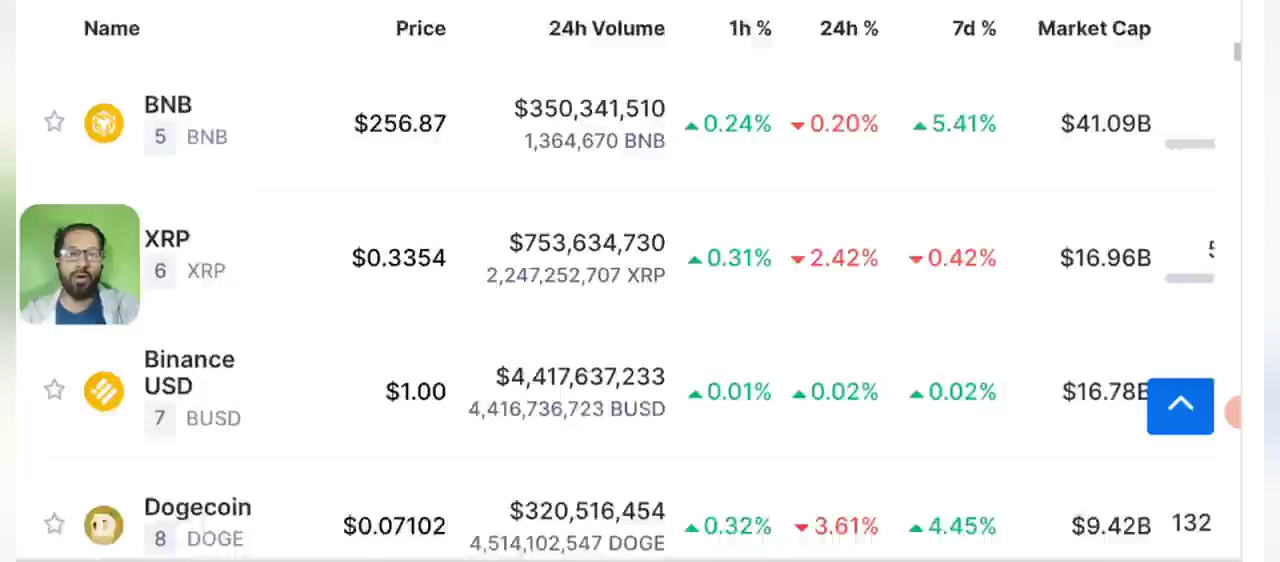 Name Price 24h Volume 1h % 24h % 7d % Market Cap
BNB
5 BNB
$256.87
$350,341,510
1,364,670 BNB
0.24% 0.20% 5.41% $41.09B
XRP
6 XRP
$0.3354
$753,634,730
2,247,252,707 XRP
0.31% 2.42% 0.42% $16.96B
Binance
USD
7 BUSD
$1.00
$4,417,637,233
4,416,736,723 BUSD
0.01% 0.02% 0.02% $16.78B
Dogecoin
8 DOGE
$0.07102
$320,516,454
4,514,102,547 DOGE
0.32% 3.61% 4.45% $9.42B 132